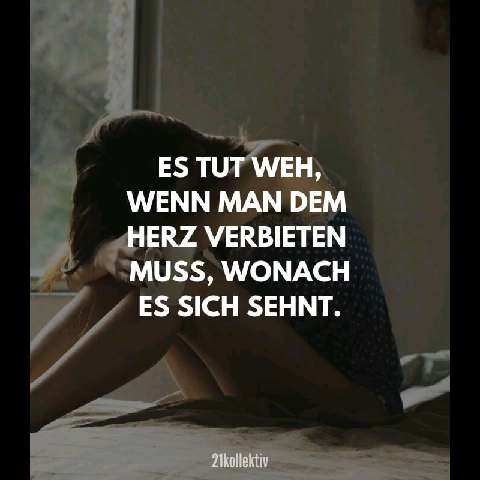 ES TUT WEH,
WENN MAN DEM
HERZ VERBIETEN
MUSS, WONACH
ES SICH SEHNT.
21kollektiv